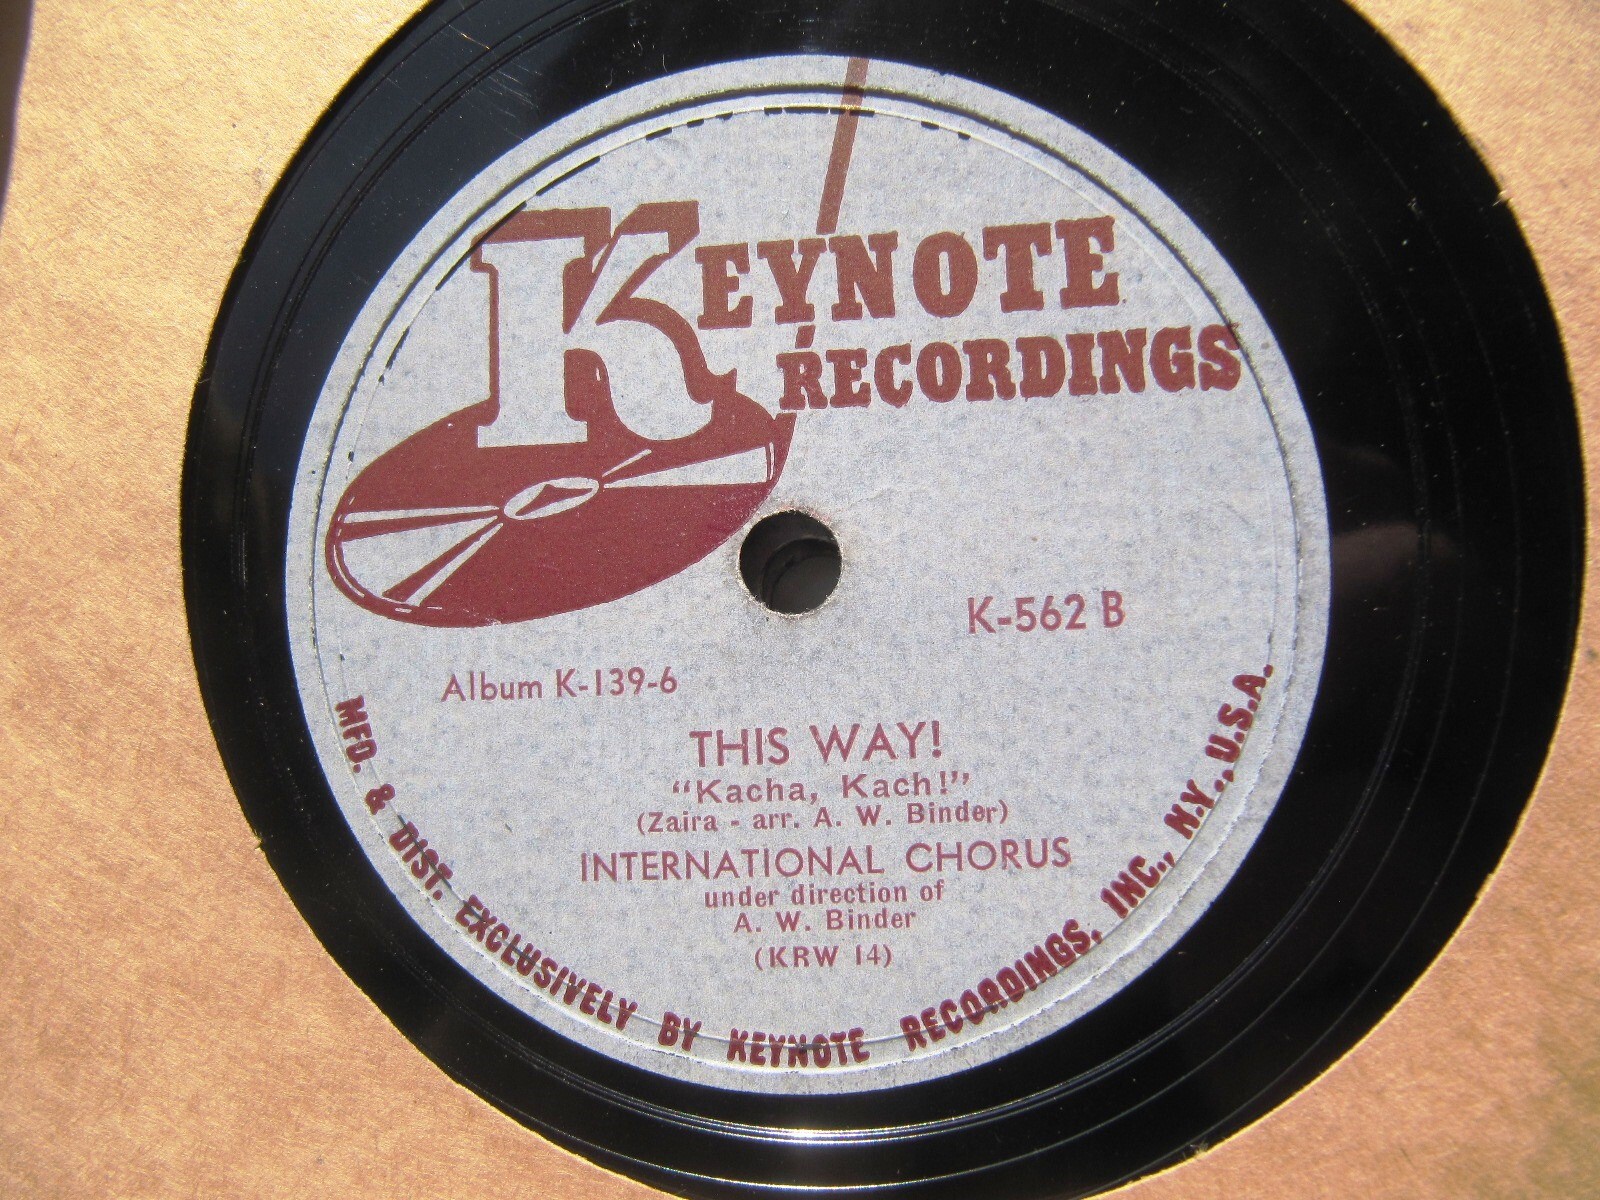 KEYNOTE
RECORDINGS
K-562 B
Album K-139-6
THIS WAY!
"Kacha, Kach!"
(Zaira - arr. A. W. Binder)
INTERNATIONAL CHORUS
under direction of
A. W. Binder
(KRW 14)
MFD. & DIST. EXCLUSIVELY BY KEYNOTE RECORDINGS, INC., N.Y., U.S.A.